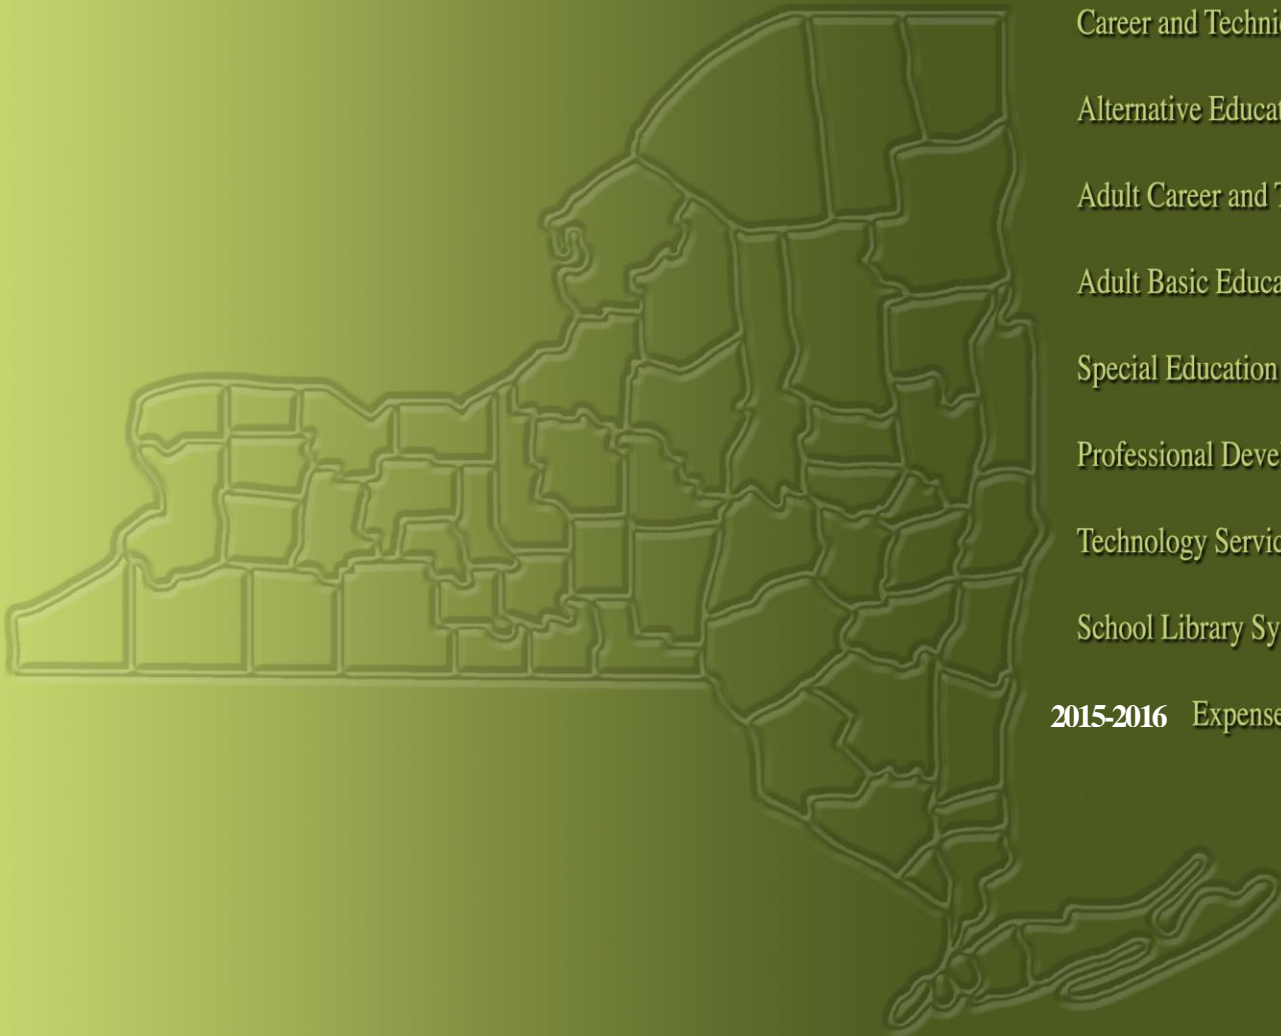 Career and Techni
Alternative Educat
Adult Career and T
Adult Basic Educa
Special Education
Professional Deve
Technology Servic
School Library Sy
2015-2016 Expense